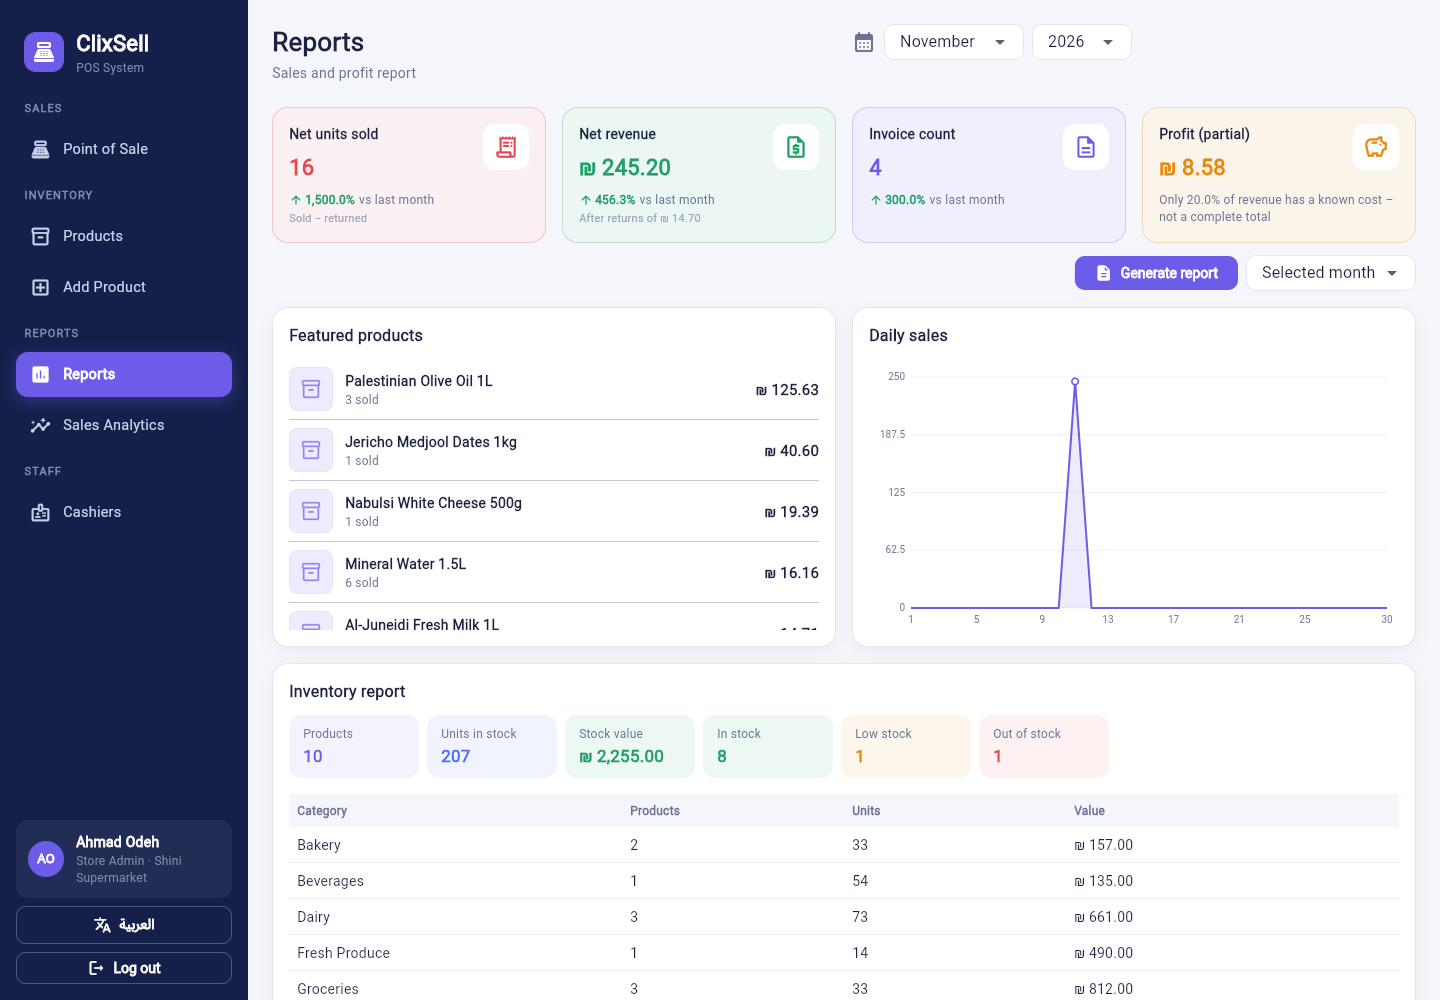 ClixSell
POS System
SALES
Point of Sale
INVENTORY
Products
Add Product
REPORTS
Reports
Sales Analytics
STAFF
Cashiers
AO
Ahmad Odeh
Store Admin · Shini
Supermarket
العربية
Log out
Reports
Sales and profit report
November
2026
Net units sold
16
↑ 1,500.0% vs last month
Sold − returned
Net revenue
₪ 245.20
↑ 456.3% vs last month
After returns of ₪ 14.70
Invoice count
4
↑ 300.0% vs last month
Profit (partial)
₪ 8.58
Only 20.0% of revenue has a known cost –
not a complete total
Generate report
Selected month
Featured products
Palestinian Olive Oil 1L
3 sold
₪ 125.63
Jericho Medjool Dates 1kg
1 sold
₪ 40.60
Nabulsi White Cheese 500g
1 sold
₪ 19.39
Mineral Water 1.5L
6 sold
₪ 16.16
Al-Juneidi Fresh Milk 1L
Daily sales
250
187.5
125
62.5
0
1 5 9 13 17 21 25 30
Inventory report
Products
10
Units in stock
207
Stock value
₪ 2,255.00
In stock
8
Low stock
1
Out of stock
1
Category Products Units Value
Bakery 2 33 ₪ 157.00
Beverages 1 54 ₪ 135.00
Dairy 3 73 ₪ 661.00
Fresh Produce 1 14 ₪ 490.00
Groceries 3 33 ₪ 812.00